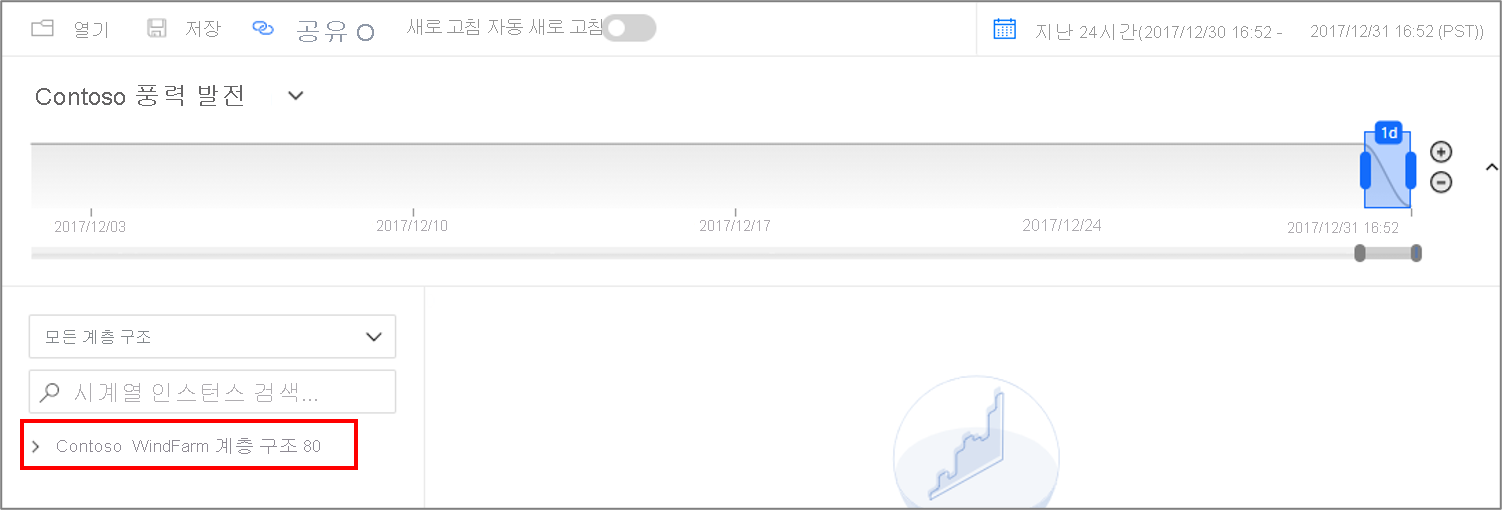 열기 저장 공유 새로 고침 자동 새로 고침 지난 24시간(2017/12/30 16:52 - 2017/12/31 16:52 (PST))
Contoso 풍력 발전
1d
2017/12/03 2017/12/10 2017/12/17 2017/12/24 2017/12/31 16:52
모든 계층 구조
시계열 인스턴스 검색...
Contoso WindFarm 계층 구조 80